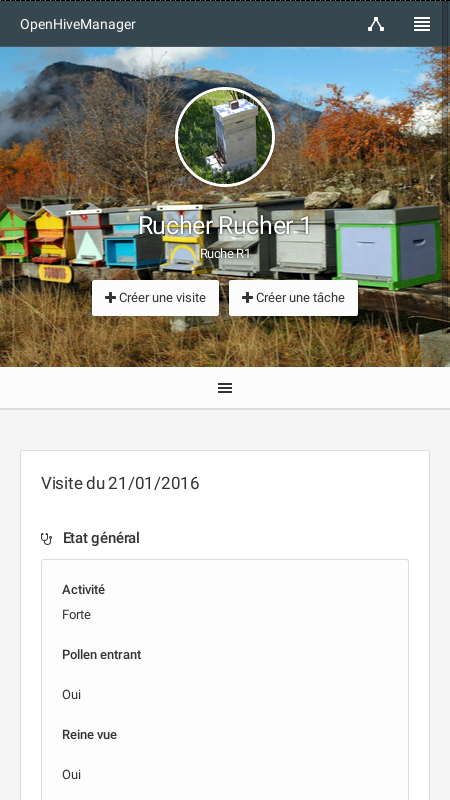 OpenHiveManager
Rucher Rucher 1
Ruche R1
Créer une visite
Créer une tâche
Visite du 21/01/2016
Etat général
Activité
Forte
Pollen entrant
Oui
Reine vue
Oui